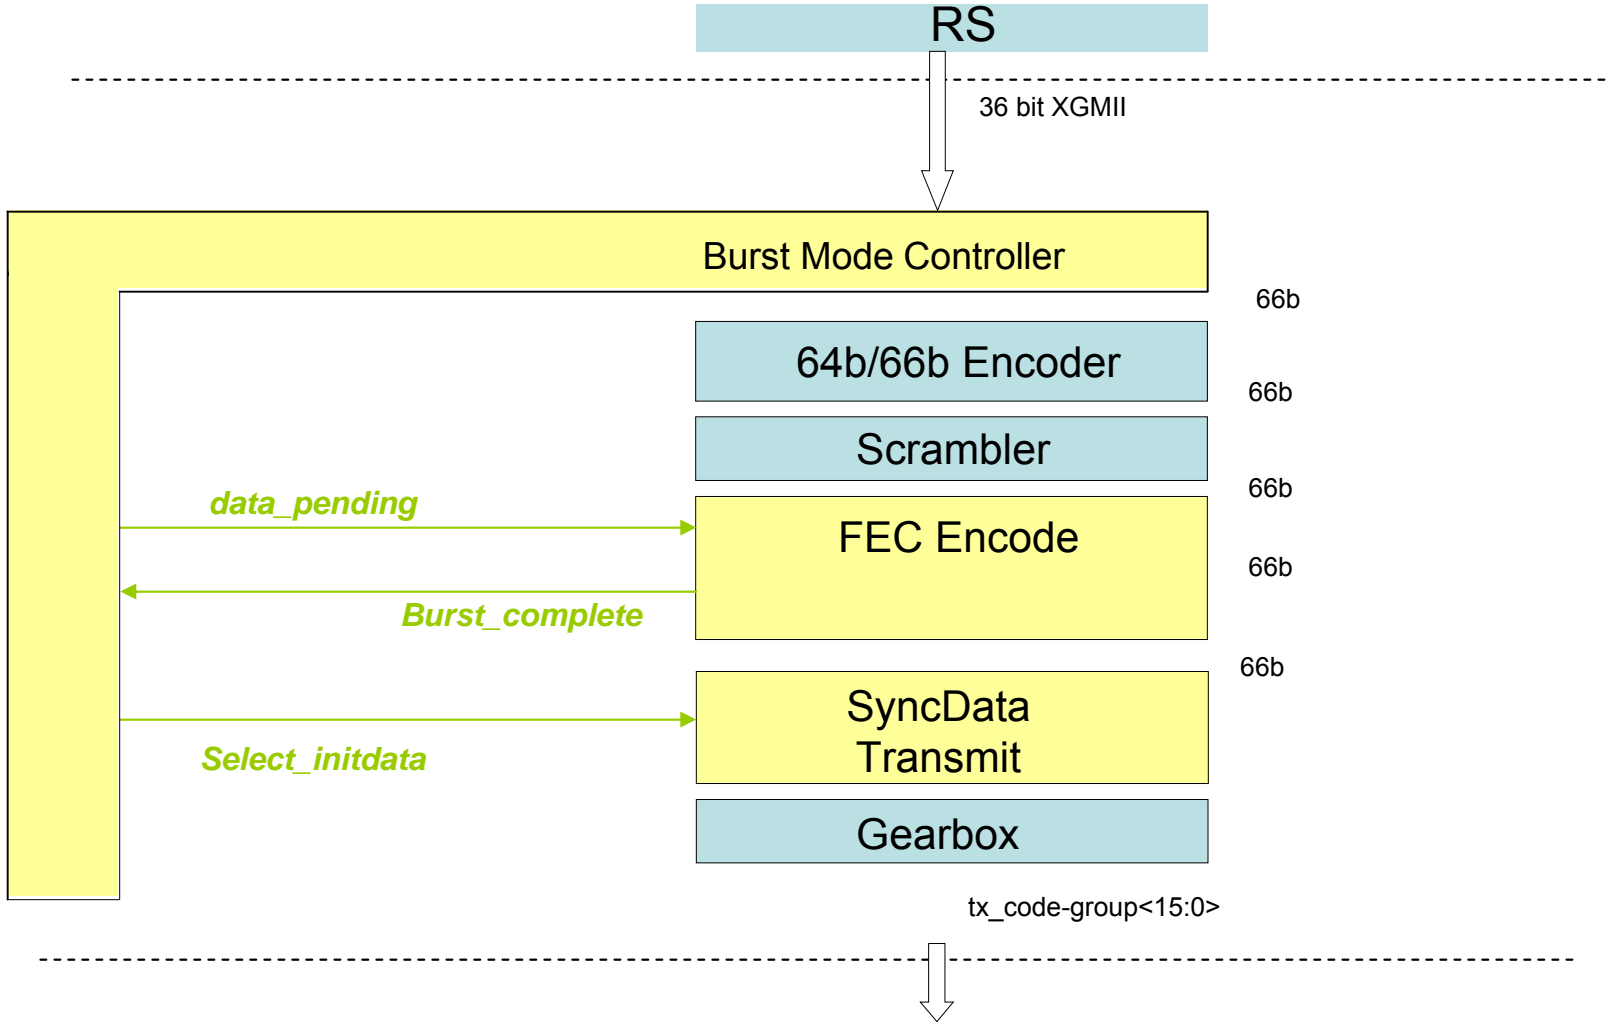 RS
36 bit XGMII
Burst Mode Controller
66b
64b/66b Encoder
66b
Scrambler
66b
data_pending
FEC Encode
66b
Burst_complete
66b
SyncData
Transmit
Select_initdata
Gearbox
tx_code-group<15:0>